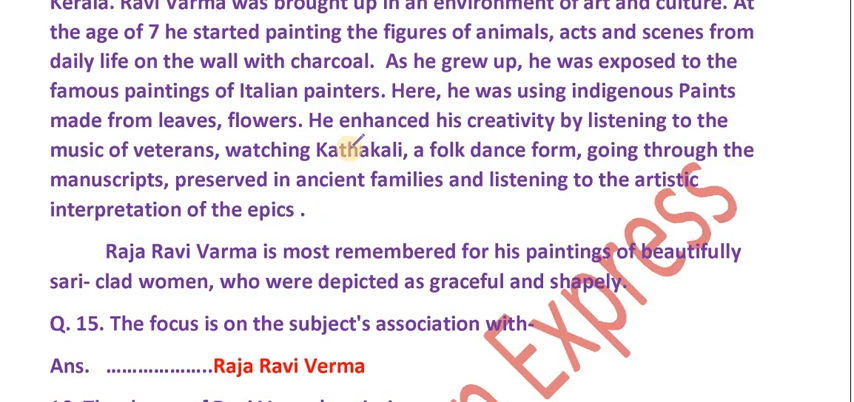 Kerala. Ravi Varma was brought up in an environment of art and culture. At
the age of 7 he started painting the figures of animals, acts and scenes from
daily life on the wall with charcoal.  As he grew up, he was exposed to the
famous paintings of Italian painters. Here, he was using indigenous Paints
made from leaves, flowers. He enhanced his creativity by listening to the
music of veterans, watching Kathakali, a folk dance form, going through the
manuscripts, preserved in ancient families and listening to the artistic
interpretation of the epics .
Raja Ravi Varma is most remembered for his paintings of beautifully
sari- clad women, who were depicted as graceful and shapely.
Q. 15. The focus is on the subject's association with-
Ans.  ………………..Raja Ravi Verma
Express